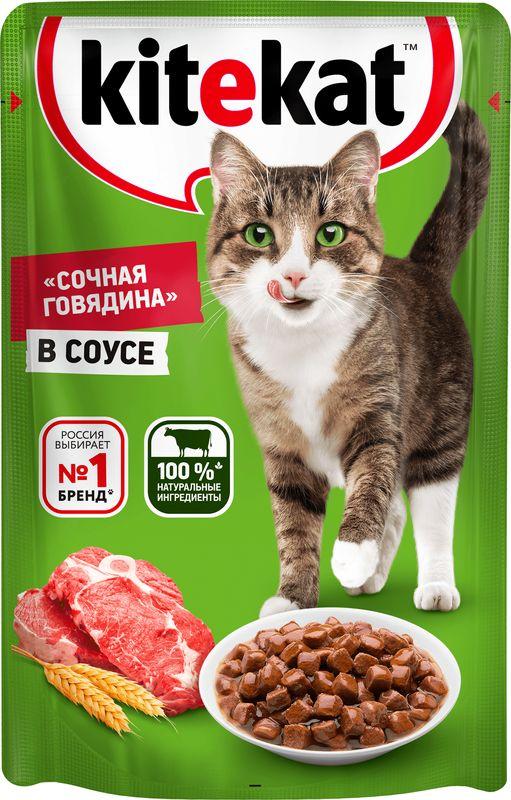 kitekat™
«СОЧНАЯ
ГОВЯДИНА»
В СОУСЕ
РОССИЯ
ВЫБИРАЕТ
№1
БРЕНД*
100 %*
НАТУРАЛЬНЫЕ
ИНГРЕДИЕНТЫ